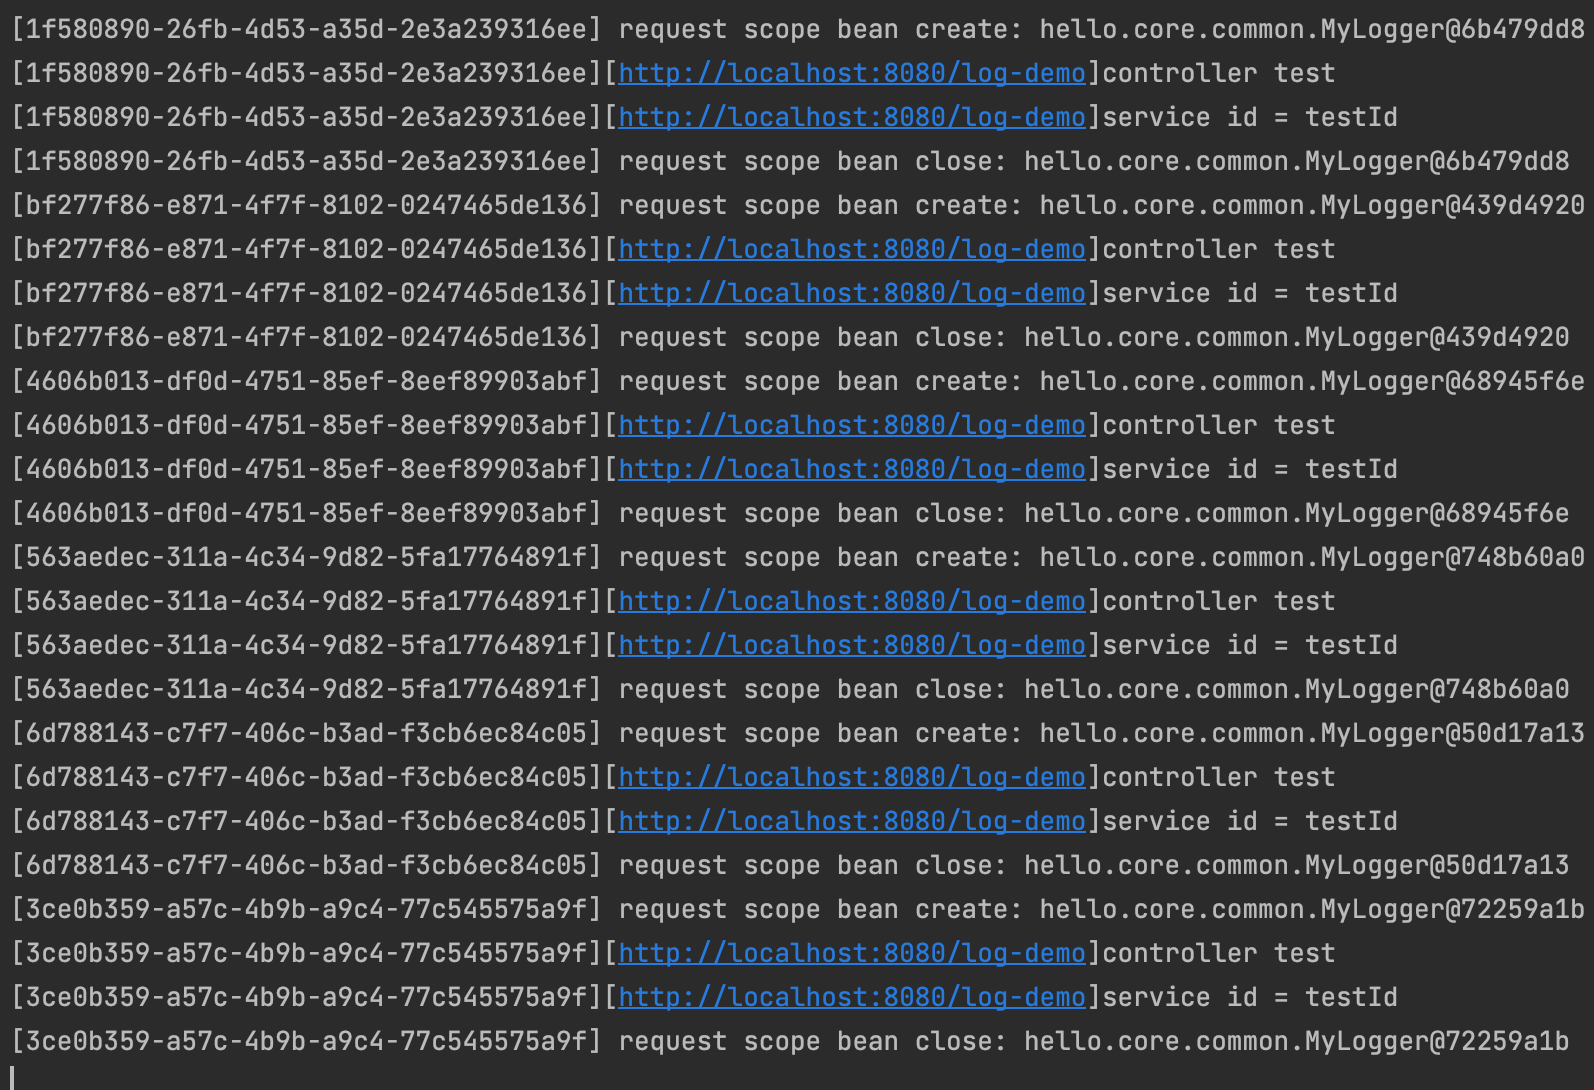 [1f580890-26fb-4d53-a35d-2e3a239316ee] request scope bean create: hello.core.common.MyLogger@6b479dd8
[1f580890-26fb-4d53-a35d-2e3a239316ee][http://localhost:8080/log-demo]controller test
[1f580890-26fb-4d53-a35d-2e3a239316ee][http://localhost:8080/log-demo]service id = testId
[1f580890-26fb-4d53-a35d-2e3a239316ee] request scope bean close: hello.core.common.MyLogger@6b479dd8
[bf277f86-e871-4f7f-8102-0247465de136] request scope bean create: hello.core.common.MyLogger@439d4920
[bf277f86-e871-4f7f-8102-0247465de136][http://localhost:8080/log-demo]controller test
[bf277f86-e871-4f7f-8102-0247465de136][http://localhost:8080/log-demo]service id = testId
[bf277f86-e871-4f7f-8102-0247465de136] request scope bean close: hello.core.common.MyLogger@439d4920
[4606b013-df0d-4751-85ef-8eef89903abf] request scope bean create: hello.core.common.MyLogger@68945f6e
[4606b013-df0d-4751-85ef-8eef89903abf][http://localhost:8080/log-demo]controller test
[4606b013-df0d-4751-85ef-8eef89903abf][http://localhost:8080/log-demo]service id = testId
[4606b013-df0d-4751-85ef-8eef89903abf] request scope bean close: hello.core.common.MyLogger@68945f6e
[563aedec-311a-4c34-9d82-5fa17764891f] request scope bean create: hello.core.common.MyLogger@748b60a0
[563aedec-311a-4c34-9d82-5fa17764891f][http://localhost:8080/log-demo]controller test
[563aedec-311a-4c34-9d82-5fa17764891f][http://localhost:8080/log-demo]service id = testId
[563aedec-311a-4c34-9d82-5fa17764891f] request scope bean close: hello.core.common.MyLogger@748b60a0
[6d788143-c7f7-406c-b3ad-f3cb6ec84c05] request scope bean create: hello.core.common.MyLogger@50d17a13
[6d788143-c7f7-406c-b3ad-f3cb6ec84c05][http://localhost:8080/log-demo]controller test
[6d788143-c7f7-406c-b3ad-f3cb6ec84c05][http://localhost:8080/log-demo]service id = testId
[6d788143-c7f7-406c-b3ad-f3cb6ec84c05] request scope bean close: hello.core.common.MyLogger@50d17a13
[3ce0b359-a57c-4b9b-a9c4-77c545575a9f] request scope bean create: hello.core.common.MyLogger@72259a1b
[3ce0b359-a57c-4b9b-a9c4-77c545575a9f][http://localhost:8080/log-demo]controller test
[3ce0b359-a57c-4b9b-a9c4-77c545575a9f][http://localhost:8080/log-demo]service id = testId
[3ce0b359-a57c-4b9b-a9c4-77c545575a9f] request scope bean close: hello.core.common.MyLogger@72259a1b